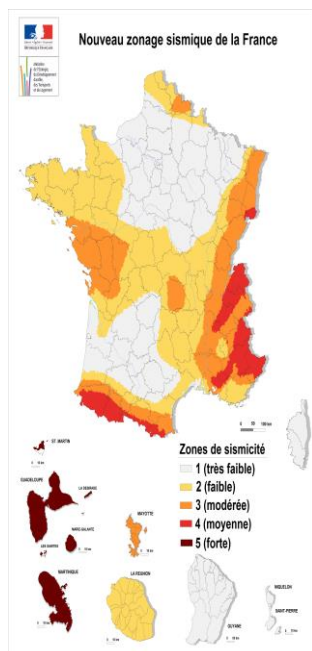 Nouveau zonage sismique de la France
Zones de sismicité
1 (très faible)
2 (faible)
3 (modérée)
4 (moyenne)
5 (forte)
ST. MARTIN
GUADELOUPE
LA DESIRADE
MARIE-GALANTE
LES SAINTES
MAYOTTE
MARTINIQUE
LA REUNION
GUYANE
MIQUELON
SAINT-PIERRE